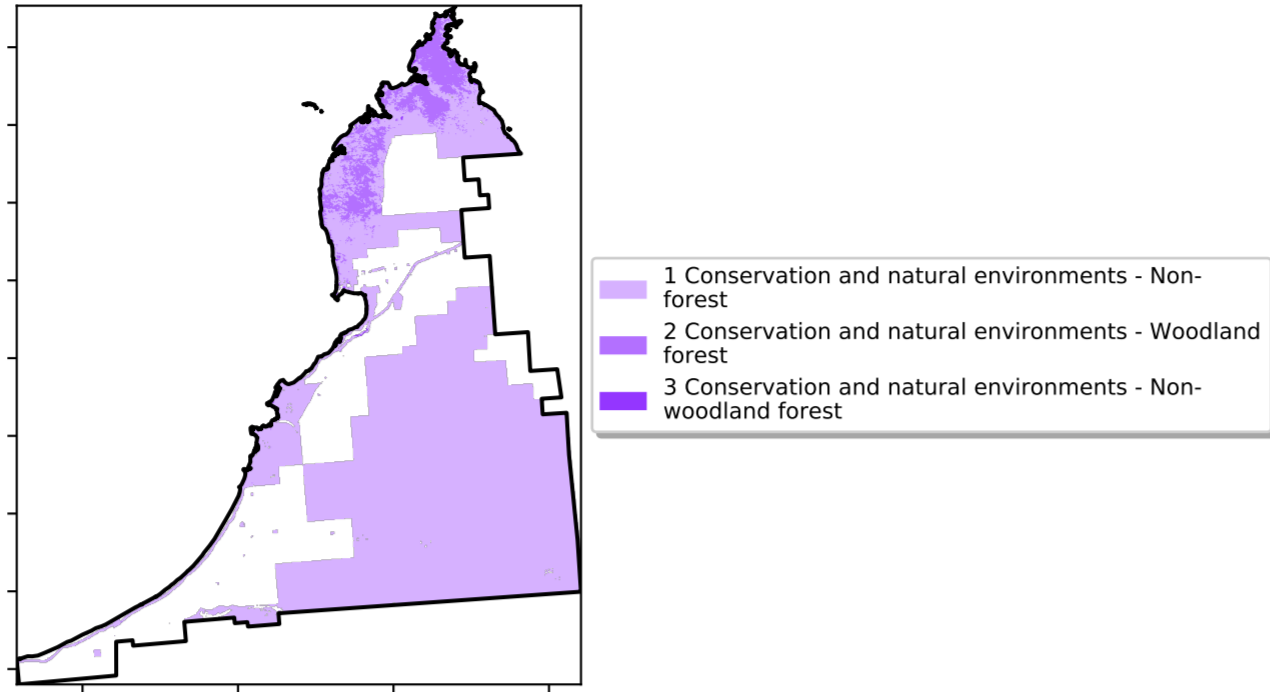 1 Conservation and natural environments - Non-
forest
2 Conservation and natural environments - Woodland
forest
3 Conservation and natural environments - Non-
woodland forest